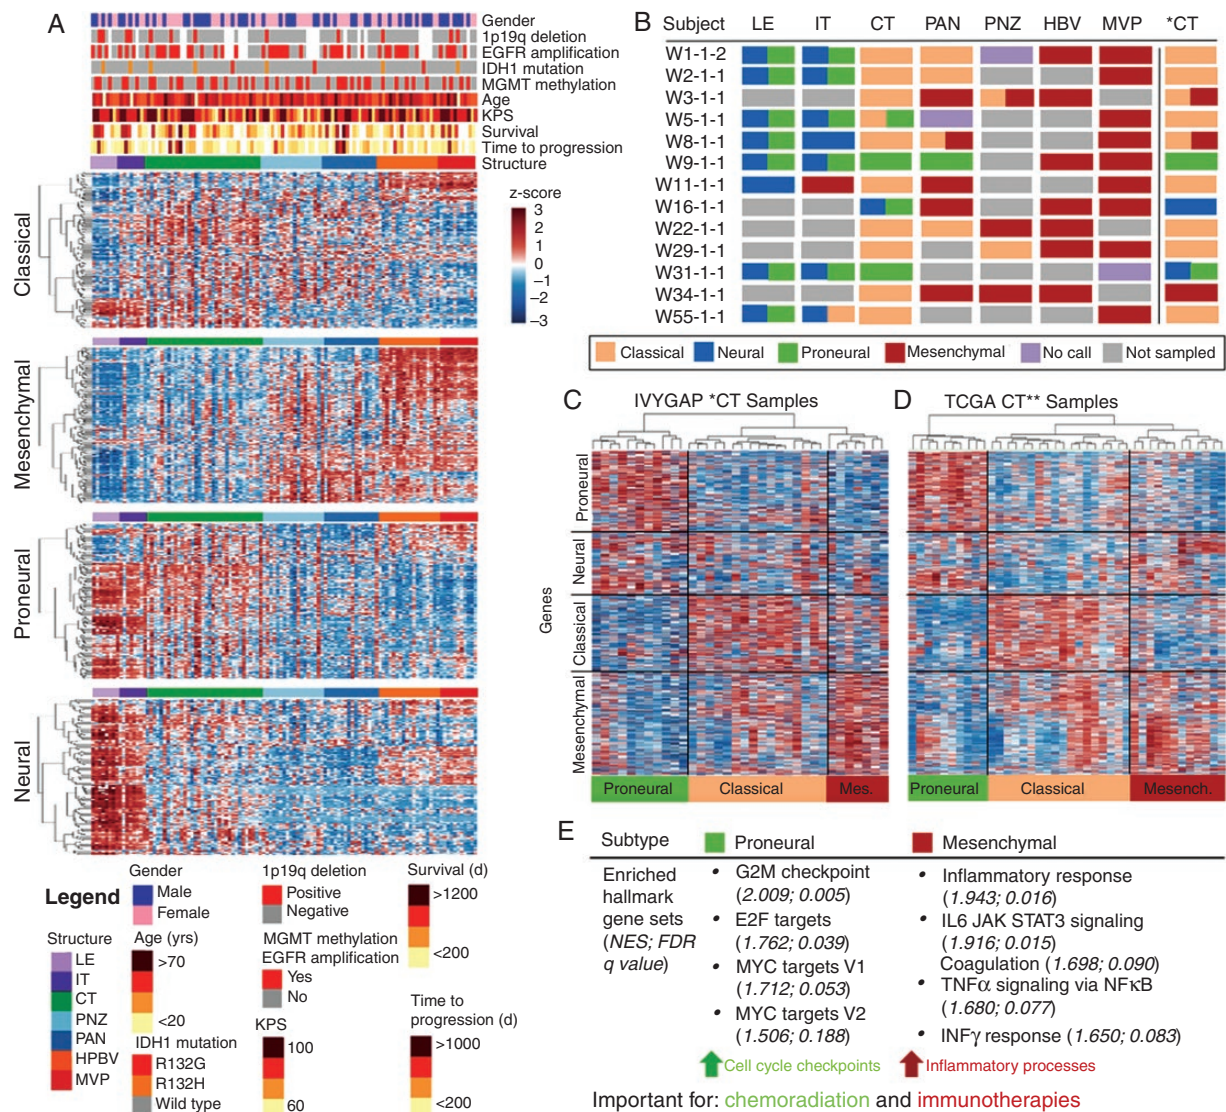 A
Gender
1p19q deletion
EGFR amplification
IDH1 mutation
MGMT methylation
Age
KPS
Survival
Time to progression
Structure
z-score
3
2
1
0
−1
−2
−3
Classical
Mesenchymal
Proneural
Neural
Legend
Structure
LE
IT
CT
PNZ
PAN
HPBV
MVP
Gender
Male
Female
Age (yrs)
>70
<20
IDH1 mutation
R132G
R132H
Wild type
1p19q deletion
Positive
Negative
MGMT methylation
EGFR amplification
Yes
No
KPS
100
60
Survival (d)
>1200
<200
Time to
progression (d)
>1000
<200
B
Subject LE IT CT PAN PNZ HBV MVP *CT
W1-1-2
W2-1-1
W3-1-1
W5-1-1
W8-1-1
W9-1-1
W11-1-1
W16-1-1
W22-1-1
W29-1-1
W31-1-1
W34-1-1
W55-1-1
Classical Neural Proneural Mesenchymal No call Not sampled
C
IVYGAP *CT Samples
Genes
Proneural
Neural
Classical
Mesenchymal
Proneural Classical Mes.
D
TCGA CT** Samples
Proneural Classical Mesench.
E
Subtype Proneural Mesenchymal
Enriched
hallmark
gene sets
(NES; FDR
q value)
• G2M checkpoint
(2.009; 0.005)
• E2F targets
(1.762; 0.039)
• MYC targets V1
(1.712; 0.053)
• MYC targets V2
(1.506; 0.188)
Cell cycle checkpoints
• Inflammatory response
(1.943; 0.016)
• IL6 JAK STAT3 signaling
(1.916; 0.015)
Coagulation (1.698; 0.090)
• TNFα signaling via NFκB
(1.680; 0.077)
• INFγ response (1.650; 0.083)
Inflammatory processes
Important for: chemoradiation and immunotherapies